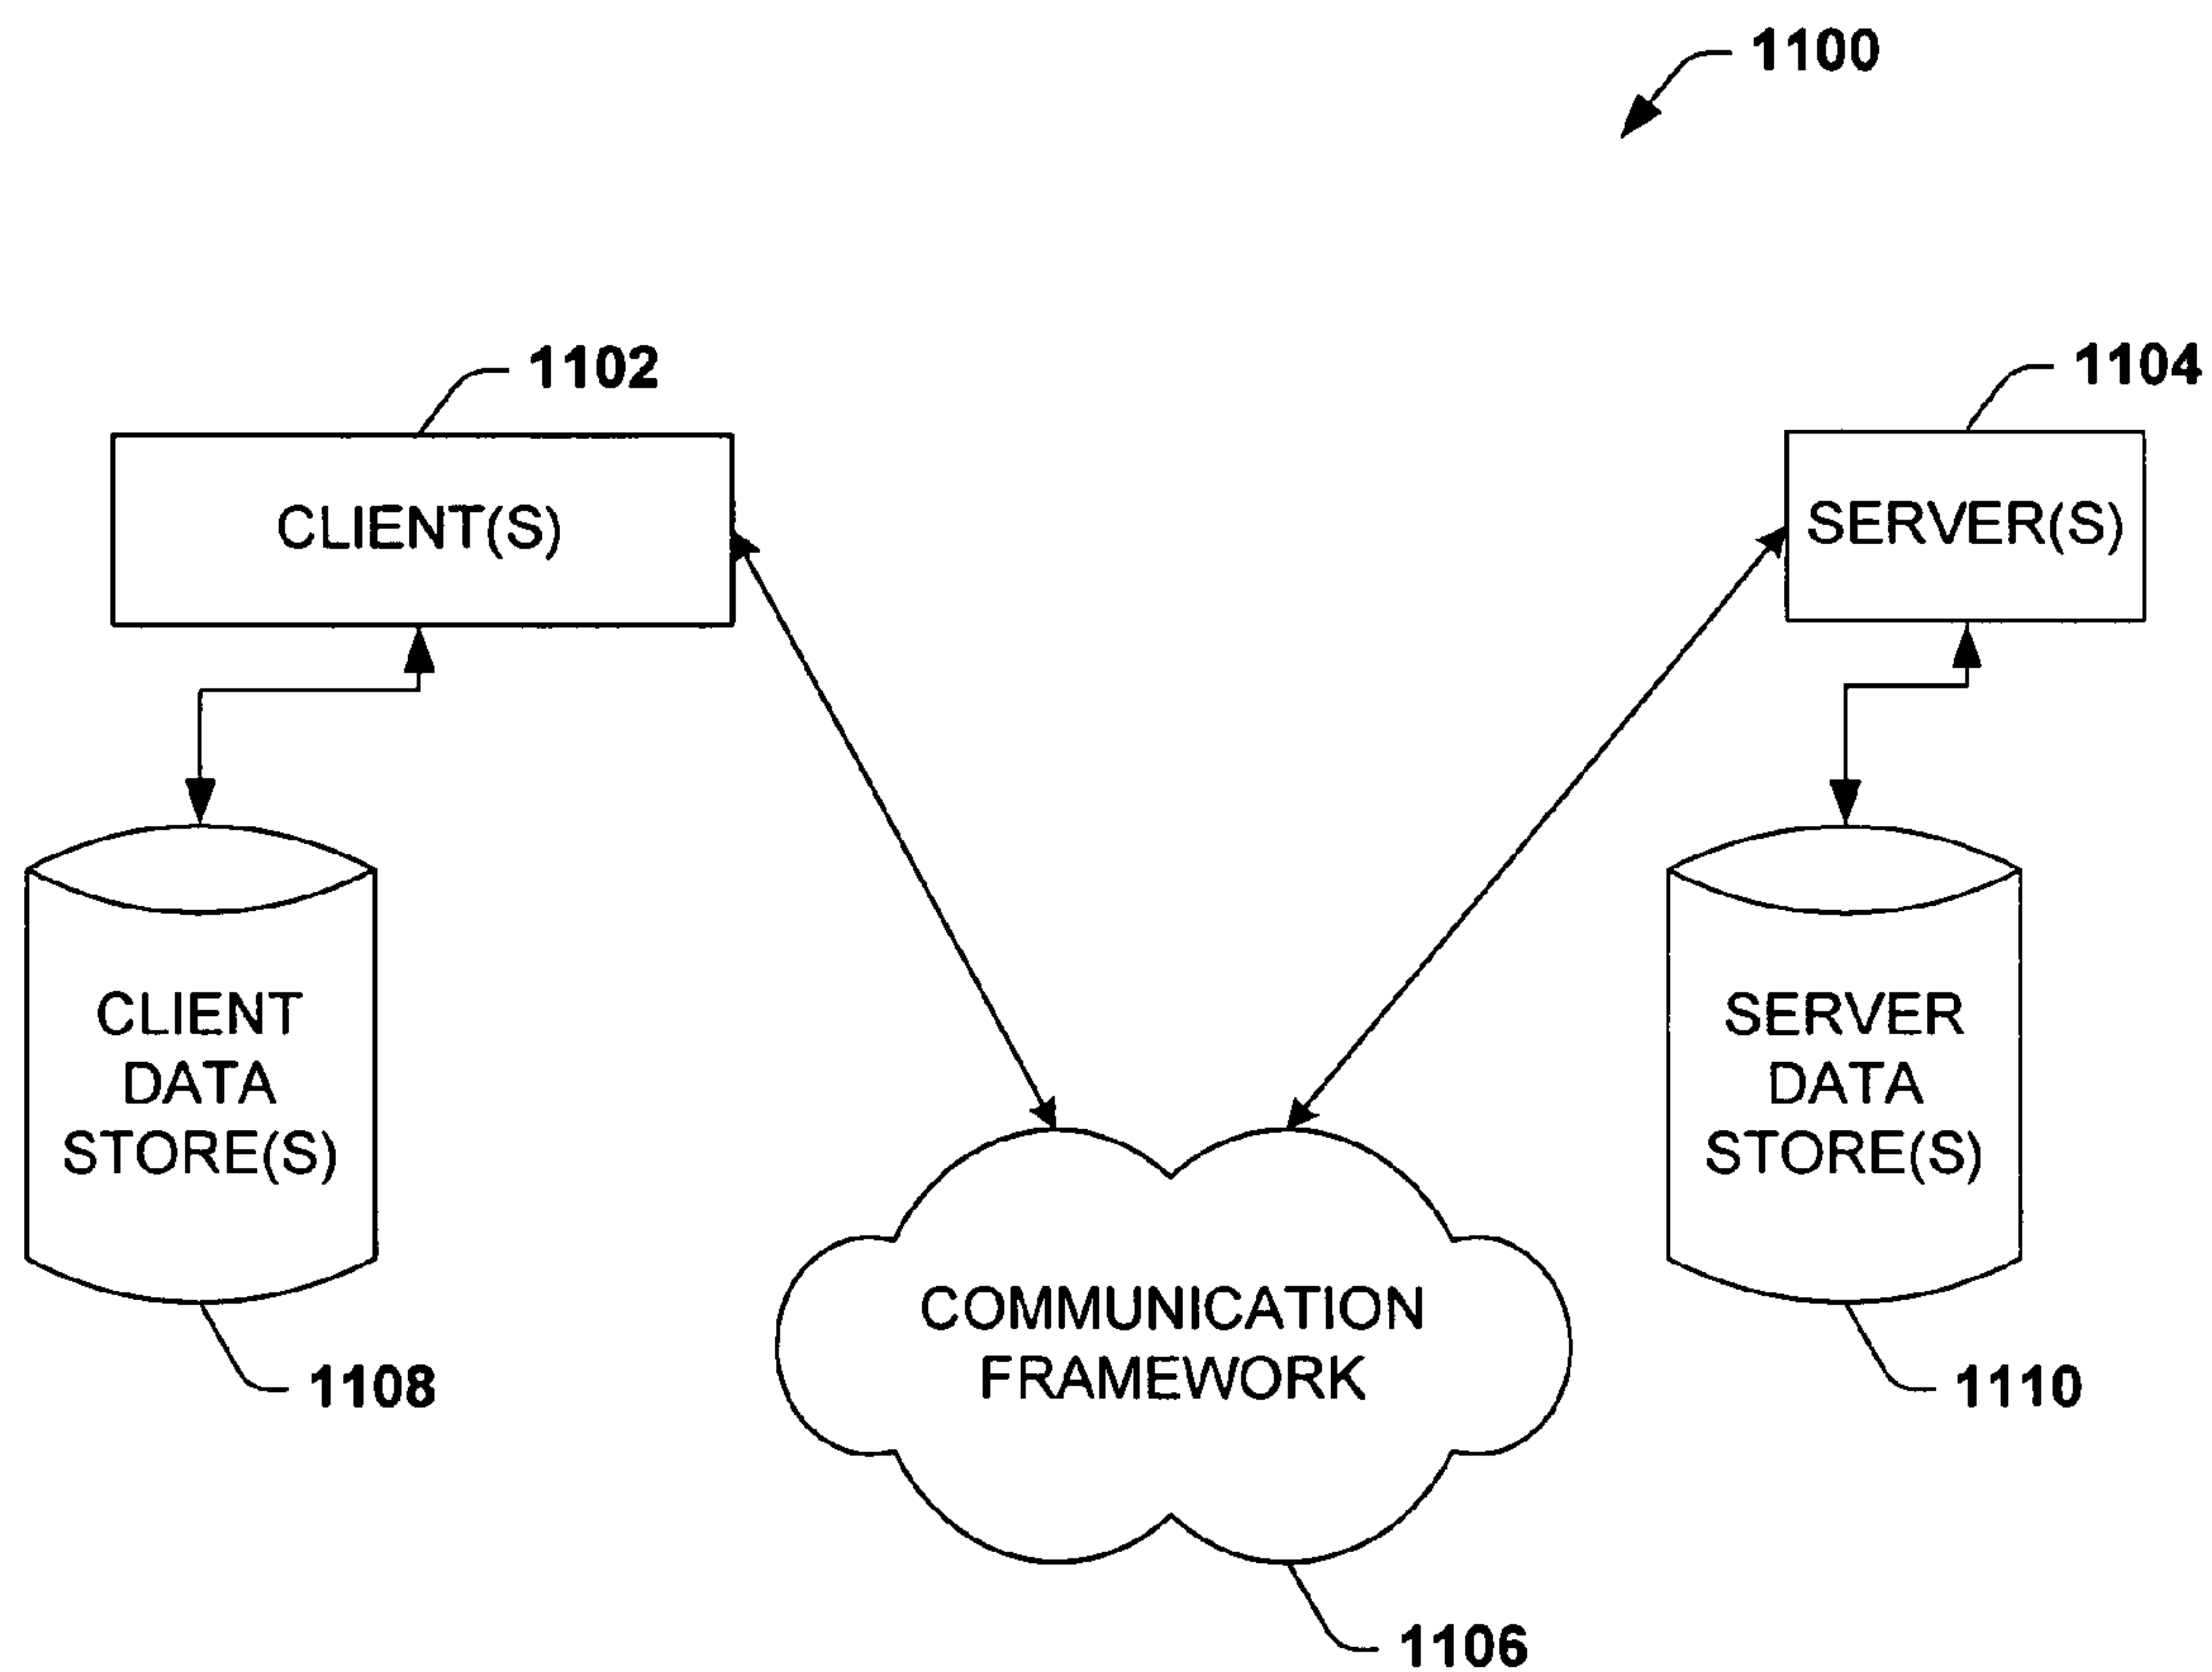 1100
1102
1104
CLIENT(S)
SERVER(S)
CLIENT
DATA
STORE(S)
SERVER
DATA
STORE(S)
COMMUNICATION
FRAMEWORK
1108
1110
1106